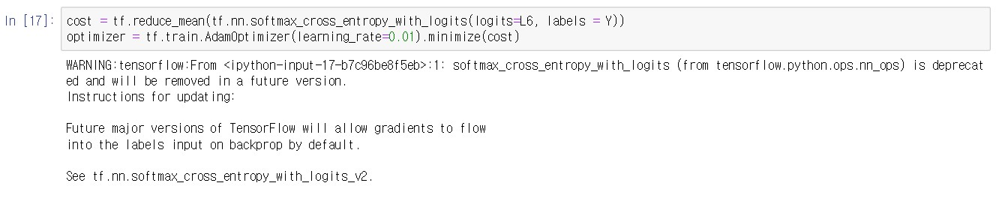 In [17]: cost = tf.reduce_mean(tf.nn.softmax_cross_entropy_with_logits(logits=L6, labels = Y))
optimizer = tf.train.AdamOptimizer(learning_rate=0.01).minimize(cost)
WARNING:tensorflow:From <ipython-input-17-b7c96be8f5eb>:1: softmax_cross_entropy_with_logits (from tensorflow.python.ops.nn_ops) is deprecat
ed and will be removed in a future version.
Instructions for updating:
Future major versions of TensorFlow will allow gradients to flow
into the labels input on backprop by default.
See tf.nn.softmax_cross_entropy_with_logits_v2.